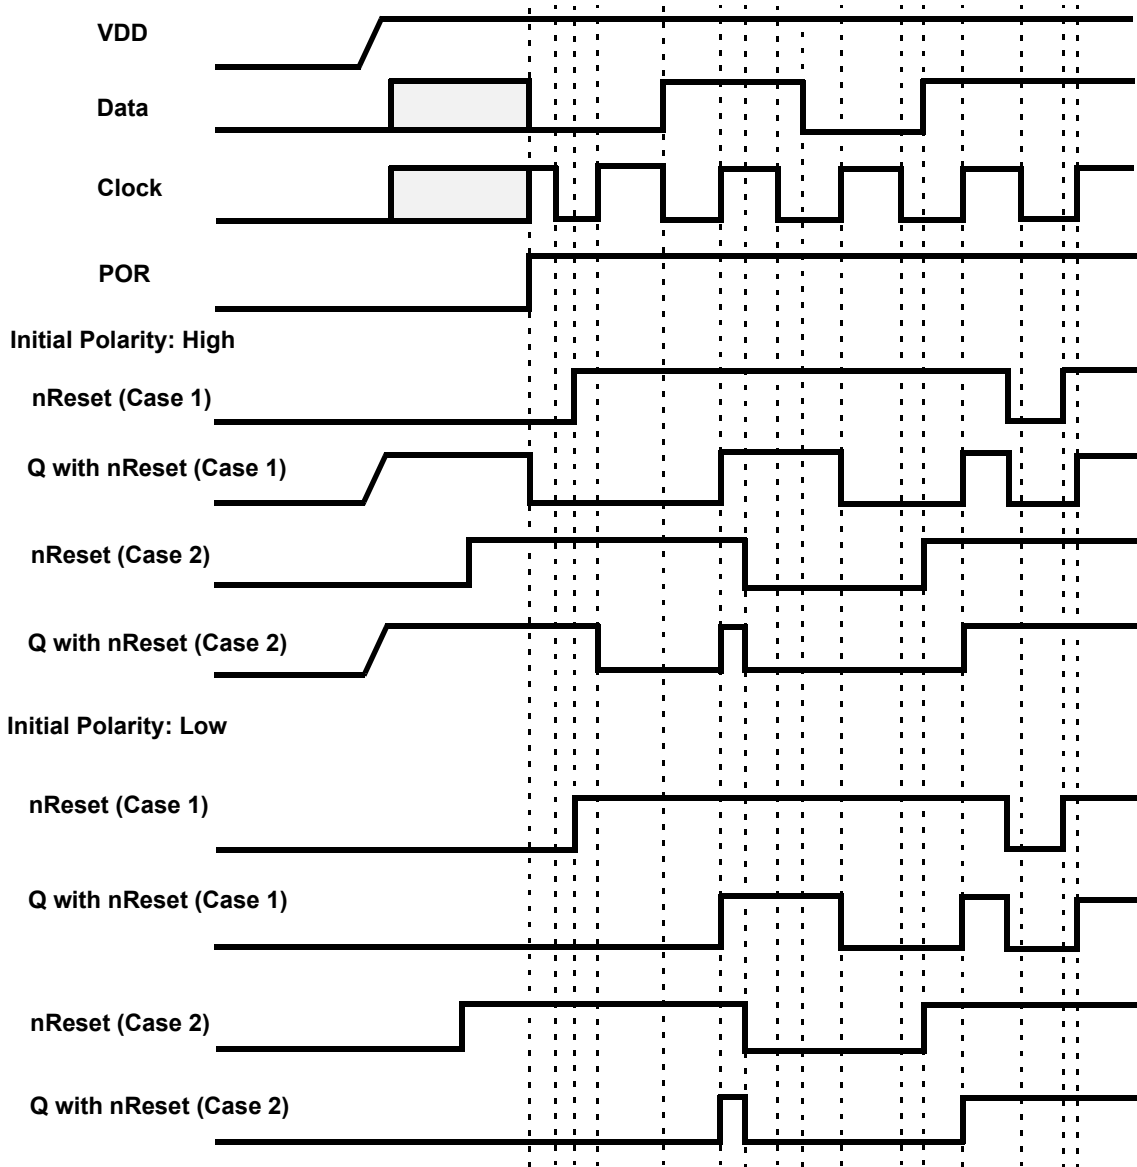 VDD
Data
Clock
POR
Initial Polarity: High
nReset (Case 1)
Q with nReset (Case 1)
nReset (Case 2)
Q with nReset (Case 2)
Initial Polarity: Low
nReset (Case 1)
Q with nReset (Case 1)
nReset (Case 2)
Q with nReset (Case 2)